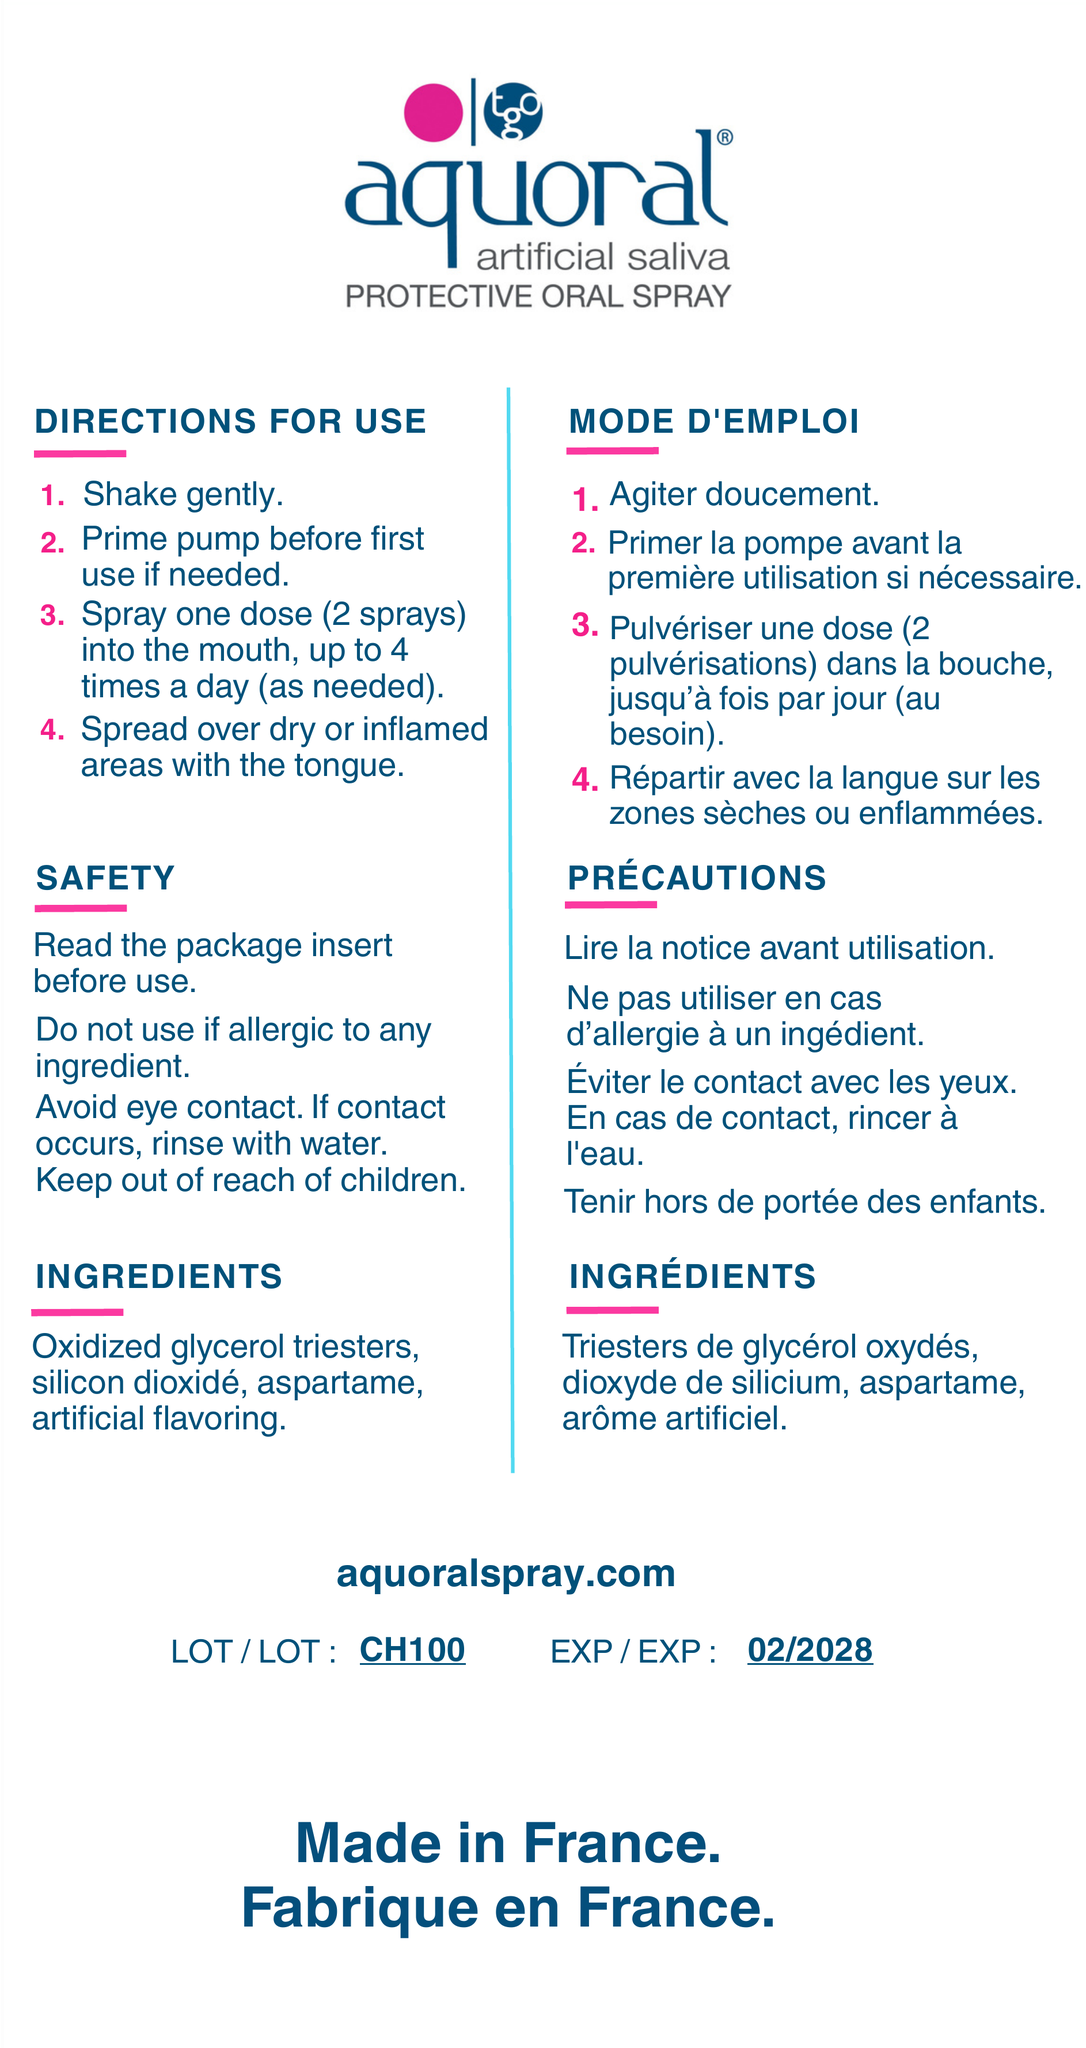 tgo
aquoral®
artificial saliva
PROTECTIVE ORAL SPRAY
DIRECTIONS FOR USE
1. Shake gently.
2. Prime pump before first
use if needed.
3. Spray one dose (2 sprays)
into the mouth, up to 4
times a day (as needed).
4. Spread over dry or inflamed
areas with the tongue.
SAFETY
Read the package insert
before use.
Do not use if allergic to any
ingredient.
Avoid eye contact. If contact
occurs, rinse with water.
Keep out of reach of children.
INGREDIENTS
Oxidized glycerol triesters,
silicon dioxidé, aspartame,
artificial flavoring.
MODE D'EMPLOI
1. Agiter doucement.
2. Primer la pompe avant la
première utilisation si nécessaire.
3. Pulvériser une dose (2
pulvérisations) dans la bouche,
jusqu’à fois par jour (au
besoin).
4. Répartir avec la langue sur les
zones sèches ou enflammées.
PRÉCAUTIONS
Lire la notice avant utilisation.
Ne pas utiliser en cas
d’allergie à un ingédient.
Éviter le contact avec les yeux.
En cas de contact, rincer à
l'eau.
Tenir hors de portée des enfants.
INGRÉDIENTS
Triesters de glycérol oxydés,
dioxyde de silicium, aspartame,
arôme artificiel.
aquoralspray.com
LOT / LOT : CH100 EXP / EXP : 02/2028
Made in France.
Fabrique en France.